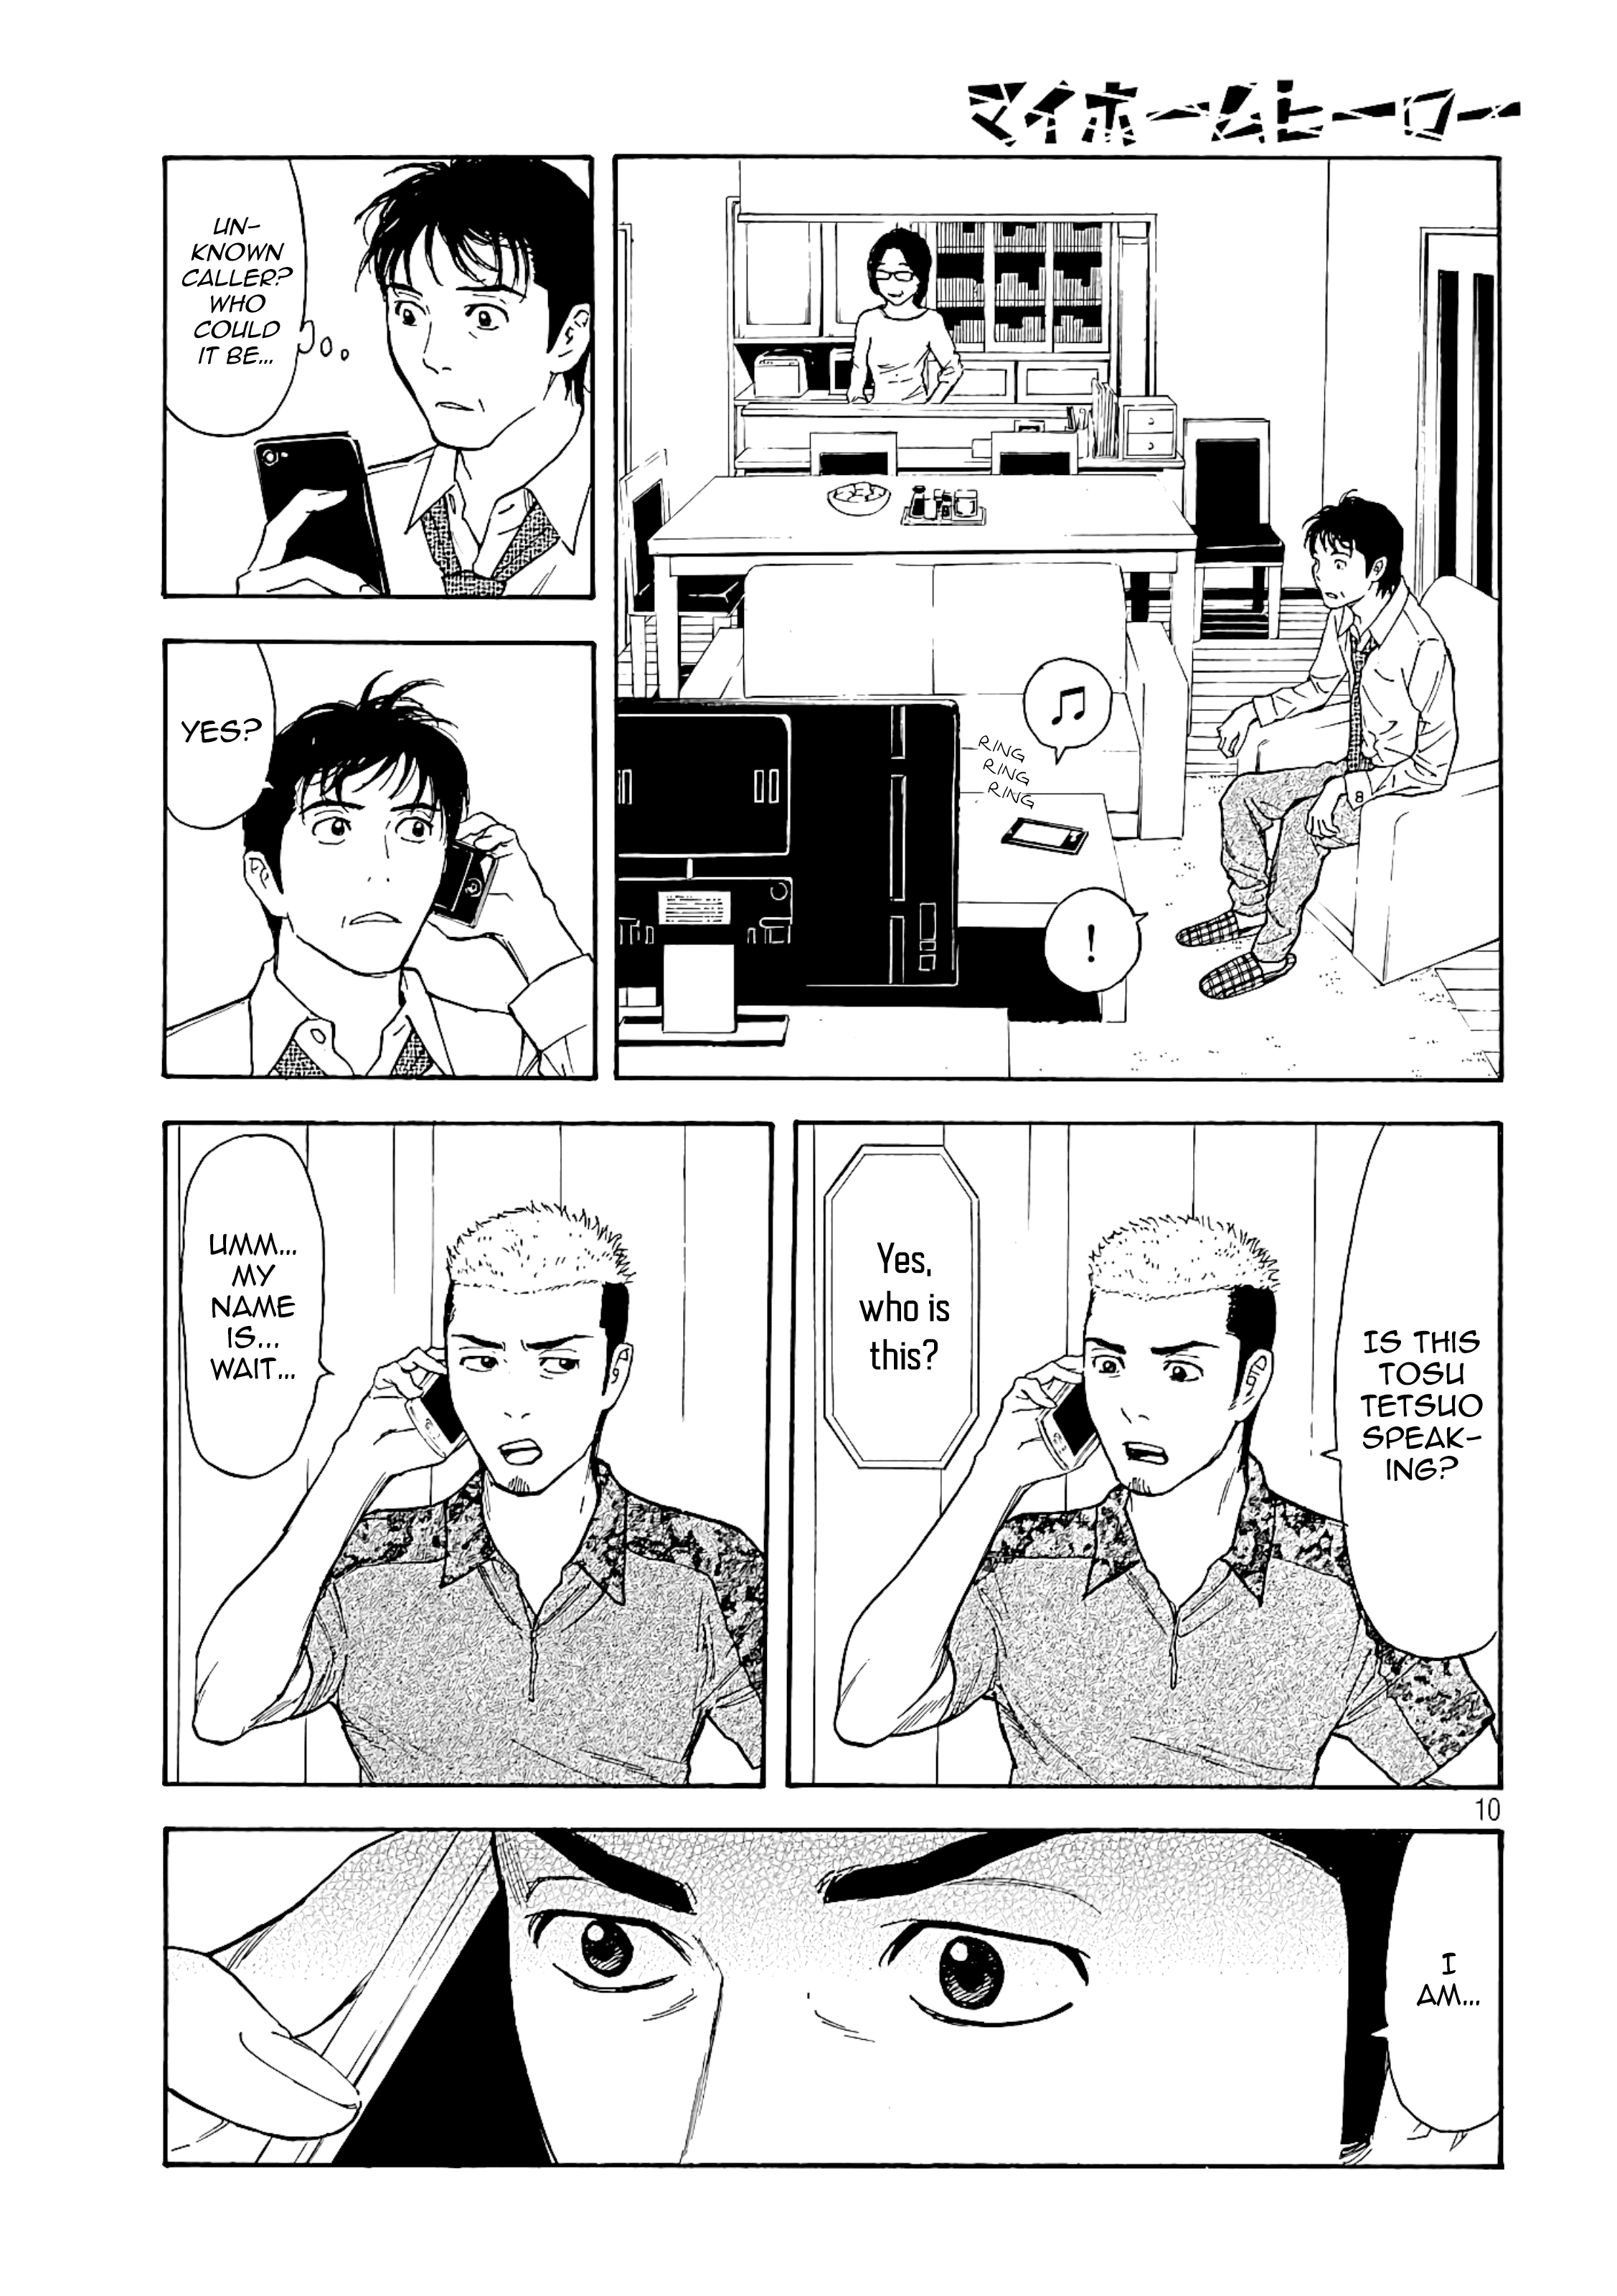 マイホームヒーロー
RING
RING
RING
!
UN-
KNOWN
CALLER?
WHO
COULD
IT BE...
YES?
IS THIS
TOSU
TETSUO
SPEAK-
ING?
Yes,
who is
this?
UMM...
MY
NAME
IS...
WAIT...
10
I
AM...